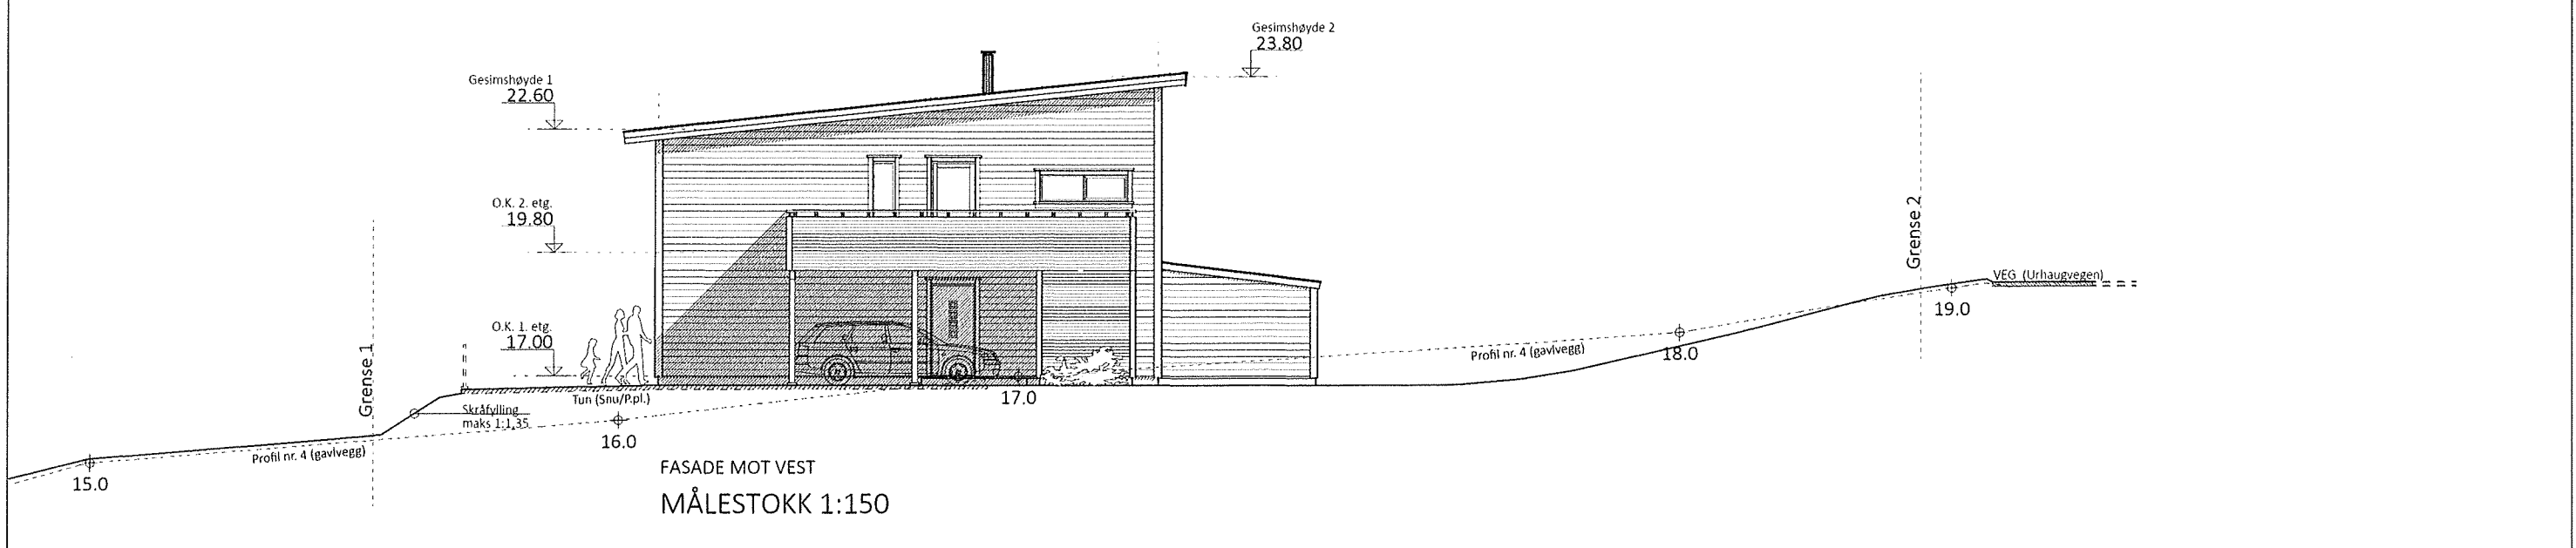 Gesimshøyde 2
23.80
Gesimshøyde 1
22.60
O.K. 2. etg.
19.80
Grense 2
VEG (Urhaugvegen)
19.0
O.K. 1. etg.
17.00
Grense 1
Profil nr. 4 (gavlvegg)
18.0
Tun (Snu/P.pl.)
17.0
Skråfylling
maks 1:1,35
16.0
Profil nr. 4 (gavlvegg)
15.0
FASADE MOT VEST
MÅLESTOKK 1:150